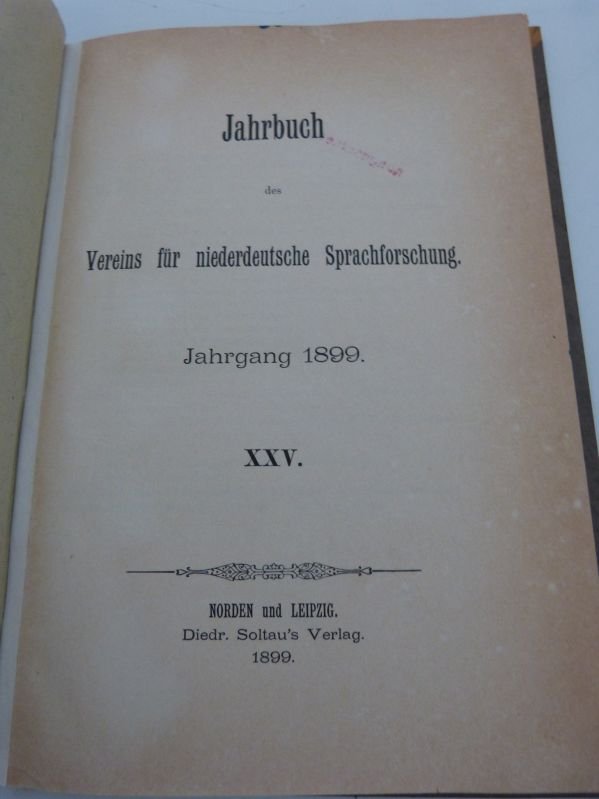 Jahrbuch
des
Vereins für niederdeutsche Sprachforschung.
Jahrgang 1899.
XXV.
NORDEN und LEIPZIG.
Diedr. Soltau's Verlag.
1899.